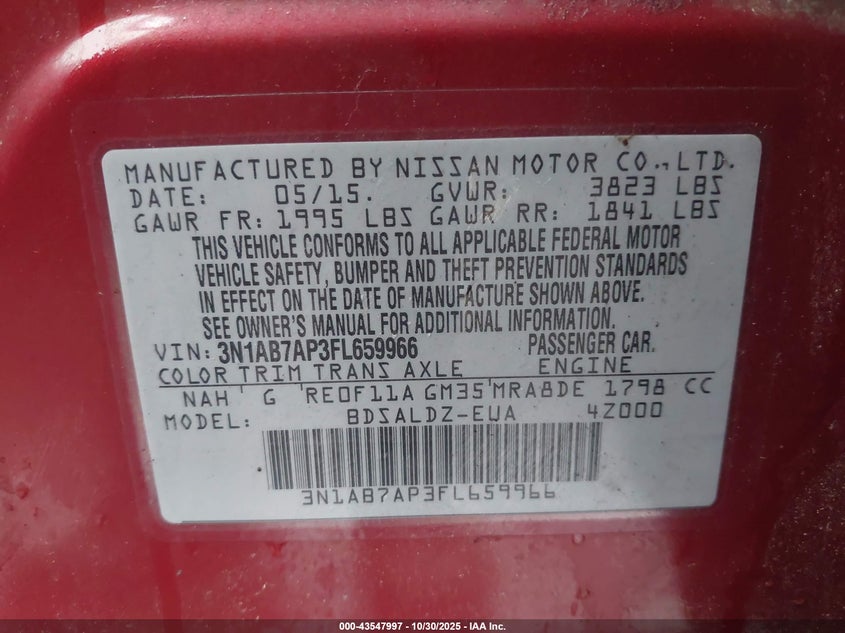 MANUFACTURED BY NISSAN MOTOR CO., LTD.
DATE: 05/15. GVWR: 3823 LBS
GAWR FR: 1995 LBS GAWR RR: 1841 LBS
THIS VEHICLE CONFORMS TO ALL APPLICABLE FEDERAL MOTOR
VEHICLE SAFETY, BUMPER AND THEFT PREVENTION STANDARDS
IN EFFECT ON THE DATE OF MANUFACTURE SHOWN ABOVE.
SEE OWNER'S MANUAL FOR ADDITIONAL INFORMATION.
VIN: 3N1AB7AP3FL659966 PASSENGER CAR.
COLOR TRIM TRANS AXLE ENGINE
NAH G RE0F11A GM35 MRA8DE 1798 CC
MODEL: BDSALDZ-EWA 4Z000
3N1AB7AP3FL659966
000-43547997 - 10/30/2025 - IAA Inc.